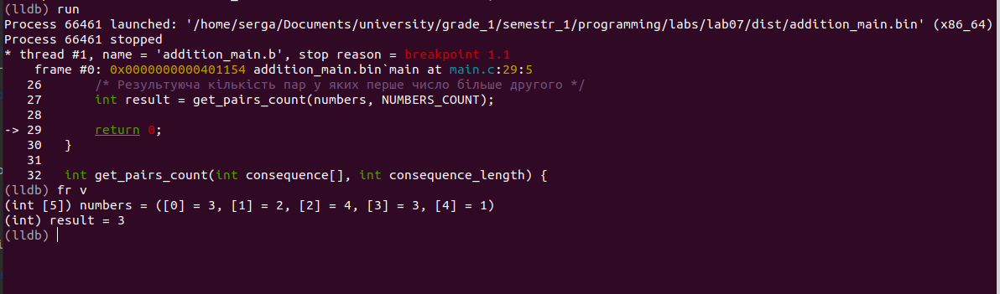 (lldb) run
Process 66461 launched: '/home/serga/Documents/university/grade_1/semestr_1/programming/labs/lab07/dist/addition_main.bin' (x86_64)
Process 66461 stopped
* thread #1, name = 'addition_main.b', stop reason = breakpoint 1.1
    frame #0: 0x0000000000401154 addition_main.bin`main at main.c:29:5
   26       /* Результуюча кількість пар у яких перше число більше другого */
   27       int result = get_pairs_count(numbers, NUMBERS_COUNT);
   28
-> 29       return 0;
   30   }
   31
   32   int get_pairs_count(int consequence[], int consequence_length) {
(lldb) fr v
(int [5]) numbers = ([0] = 3, [1] = 2, [2] = 4, [3] = 3, [4] = 1)
(int) result = 3
(lldb)